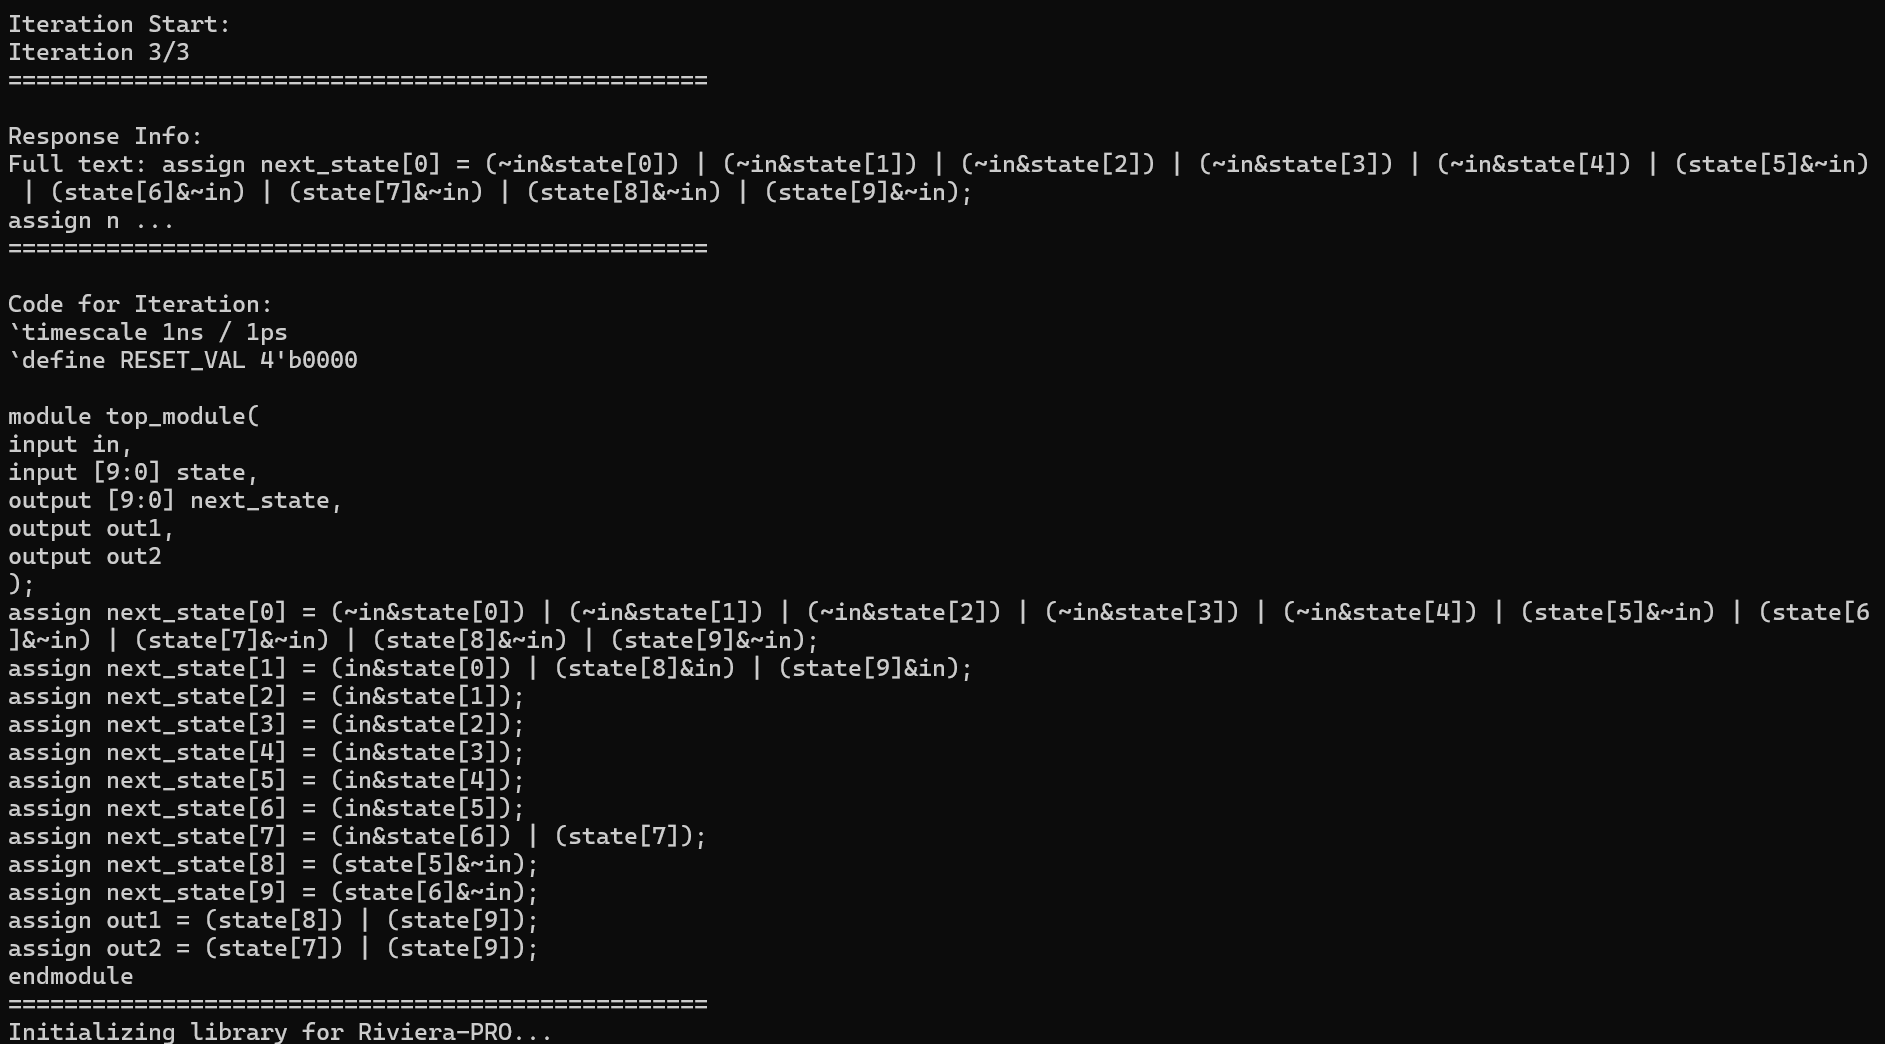 Iteration Start:
Iteration 3/3
==================================================
Response Info:
Full text: assign next_state[0] = (~in&state[0]) | (~in&state[1]) | (~in&state[2]) | (~in&state[3]) | (~in&state[4]) | (state[5]&~in)
 | (state[6]&~in) | (state[7]&~in) | (state[8]&~in) | (state[9]&~in);
assign n ...
==================================================
Code for Iteration:
`timescale 1ns / 1ps
`define RESET_VAL 4'b0000
module top_module(
input in,
input [9:0] state,
output [9:0] next_state,
output out1,
output out2
);
assign next_state[0] = (~in&state[0]) | (~in&state[1]) | (~in&state[2]) | (~in&state[3]) | (~in&state[4]) | (state[5]&~in) | (state[6
]&~in) | (state[7]&~in) | (state[8]&~in) | (state[9]&~in);
assign next_state[1] = (in&state[0]) | (state[8]&in) | (state[9]&in);
assign next_state[2] = (in&state[1]);
assign next_state[3] = (in&state[2]);
assign next_state[4] = (in&state[3]);
assign next_state[5] = (in&state[4]);
assign next_state[6] = (in&state[5]);
assign next_state[7] = (in&state[6]) | (state[7]);
assign next_state[8] = (state[5]&~in);
assign next_state[9] = (state[6]&~in);
assign out1 = (state[8]) | (state[9]);
assign out2 = (state[7]) | (state[9]);
endmodule
==================================================
Initializing library for Riviera-PRO...